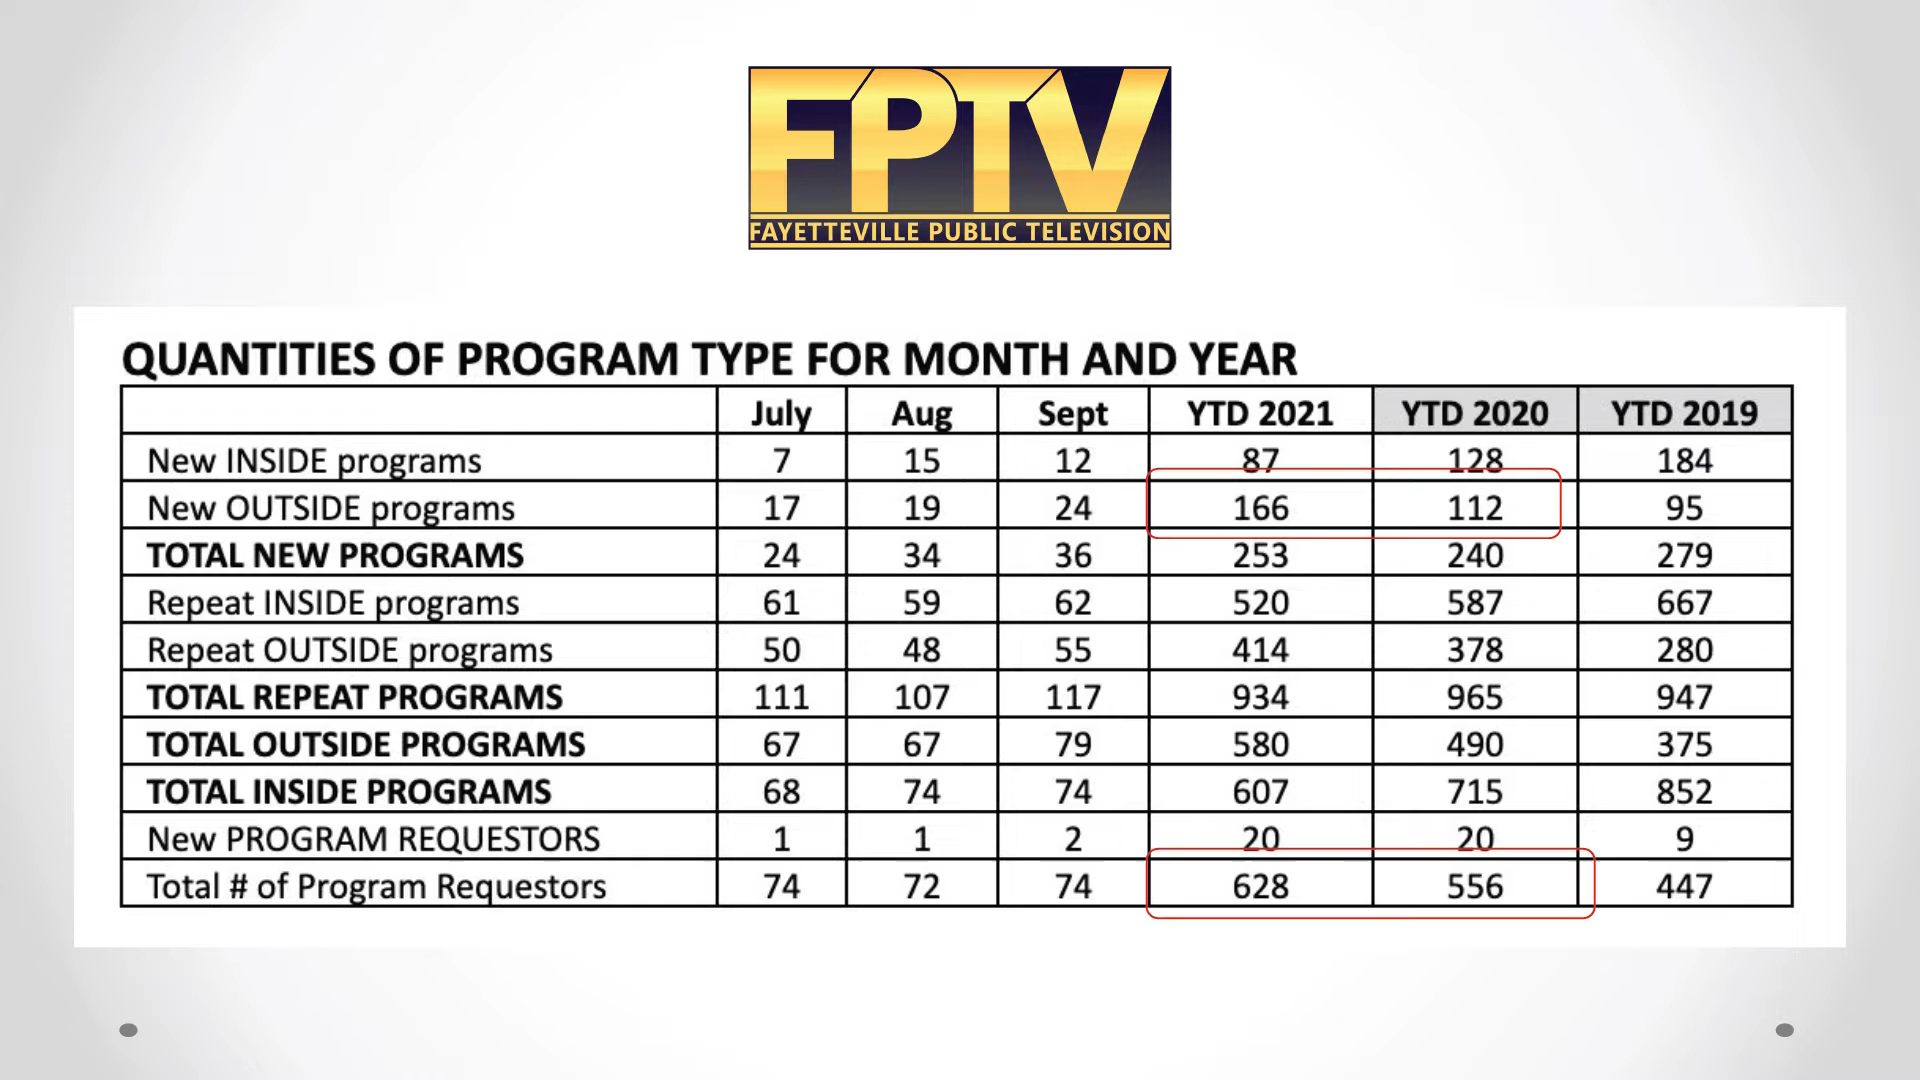 FPTV
FAYETTEVILLE PUBLIC TELEVISION
QUANTITIES OF PROGRAM TYPE FOR MONTH AND YEAR
July Aug Sept YTD 2021 YTD 2020 YTD 2019
New INSIDE programs 7 15 12 87 128 184
New OUTSIDE programs 17 19 24 166 112 95
TOTAL NEW PROGRAMS 24 34 36 253 240 279
Repeat INSIDE programs 61 59 62 520 587 667
Repeat OUTSIDE programs 50 48 55 414 378 280
TOTAL REPEAT PROGRAMS 111 107 117 934 965 947
TOTAL OUTSIDE PROGRAMS 67 67 79 580 490 375
TOTAL INSIDE PROGRAMS 68 74 74 607 715 852
New PROGRAM REQUESTORS 1 1 2 20 20 9
Total # of Program Requestors 74 72 74 628 556 447